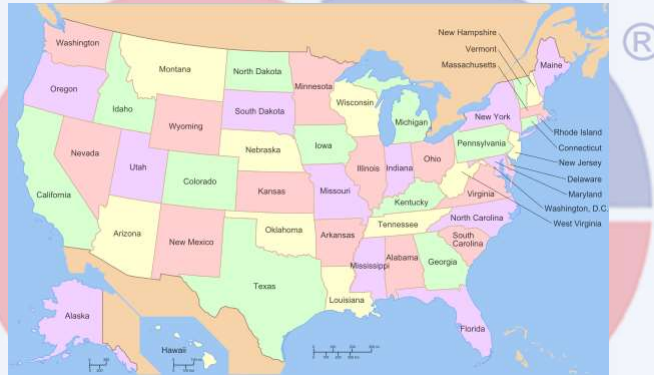 New Hampshire
Vermont
Massachusetts
Washington
Montana
North Dakota
Minnesota
Maine
Oregon
Idaho
Wyoming
South Dakota
Wisconsin
Michigan
New York
Rhode Island
Connecticut
New Jersey
Delaware
Maryland
Washington, D.C.
West Virginia
Nevada
Utah
Colorado
Nebraska
Iowa
Illinois
Indiana
Ohio
Pennsylvania
California
Kansas
Missouri
Kentucky
Virginia
Arizona
New Mexico
Oklahoma
Arkansas
Tennessee
North Carolina
South
Carolina
Texas
Louisiana
Mississippi
Alabama
Georgia
Florida
Alaska
Hawaii
®